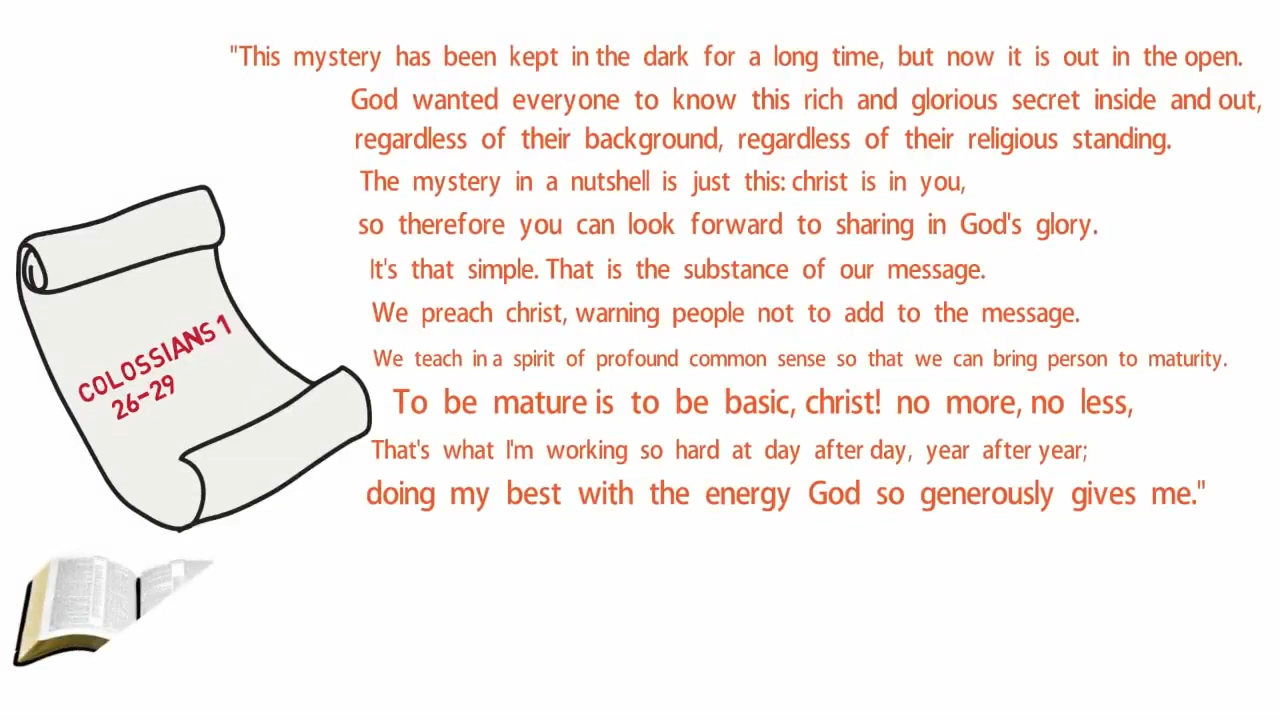 "This mystery has been kept in the dark for a long time, but now it is out in the open.
God wanted everyone to know this rich and glorious secret inside and out,
regardless of their background, regardless of their religious standing.
The mystery in a nutshell is just this: christ is in you,
so therefore you can look forward to sharing in God's glory.
It's that simple. That is the substance of our message.
We preach christ, warning people not to add to the message.
We teach in a spirit of profound common sense so that we can bring person to maturity.
To be mature is to be basic, christ! no more, no less,
That's what I'm working so hard at day after day, year after year;
doing my best with the energy God so generously gives me."
COLOSSIANS 1
26-29